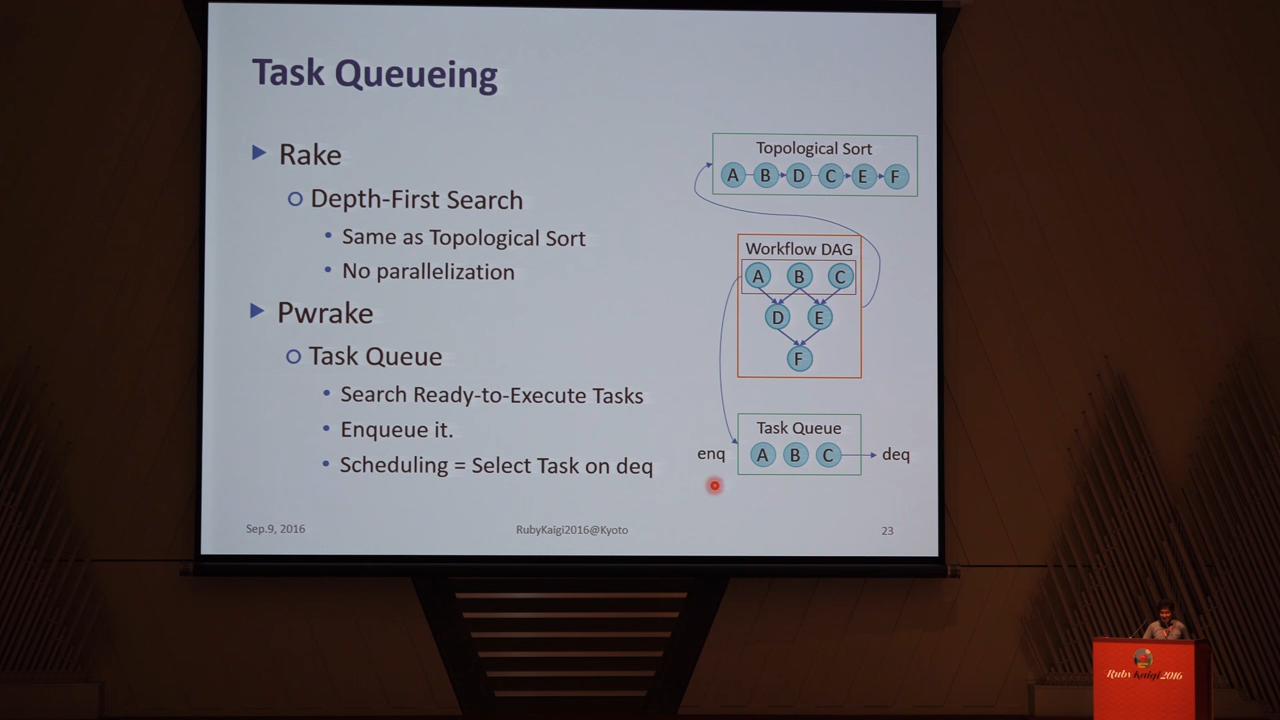 Task Queueing
Rake
Depth-First Search
Same as Topological Sort
No parallelization
Pwrake
Task Queue
Search Ready-to-Execute Tasks
Enqueue it.
Scheduling = Select Task on deq
Topological Sort
A B D C E F
Workflow DAG
A B C
D E
F
Task Queue
enq A B C deq
Sep.9, 2016 RubyKaigi2016@Kyoto 23
RubyKaigi2016